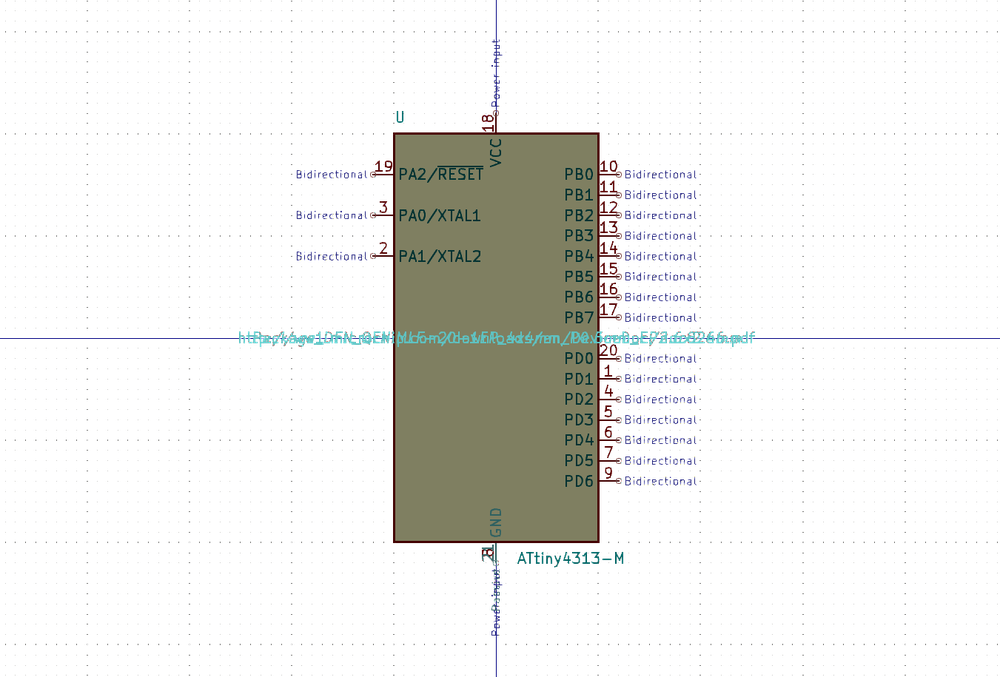 Power input
U
18
VCC
Bidirectional 19 PA2/RESET PB0 10 Bidirectional
PB1 11 Bidirectional
Bidirectional 3 PA0/XTAL1 PB2 12 Bidirectional
PB3 13 Bidirectional
Bidirectional 2 PA1/XTAL2 PB4 14 Bidirectional
PB5 15 Bidirectional
PB6 16 Bidirectional
PB7 17 Bidirectional
PD0 20 Bidirectional
PD1 1 Bidirectional
PD2 4 Bidirectional
PD3 5 Bidirectional
PD4 6 Bidirectional
PD5 7 Bidirectional
PD6 9 Bidirectional
GND
ATtiny4313-M
Power input